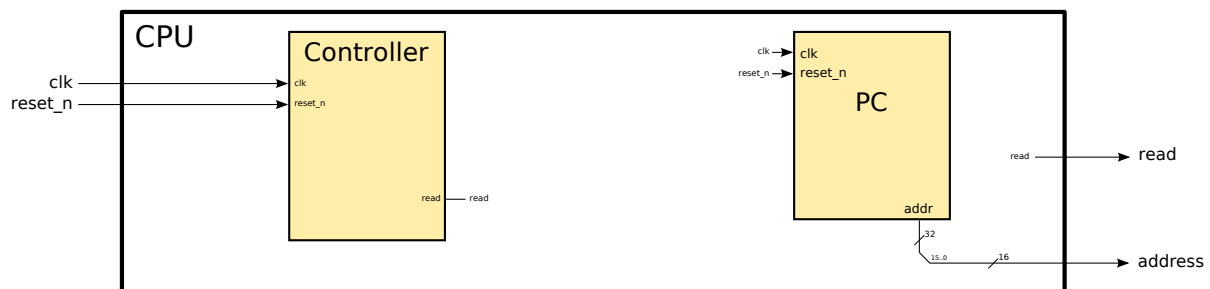 CPU
Controller
clk
clk
clk
clk
reset_n
reset_n
reset_n
reset_n
PC
read
read
read
read
addr
32
15..0
16
address